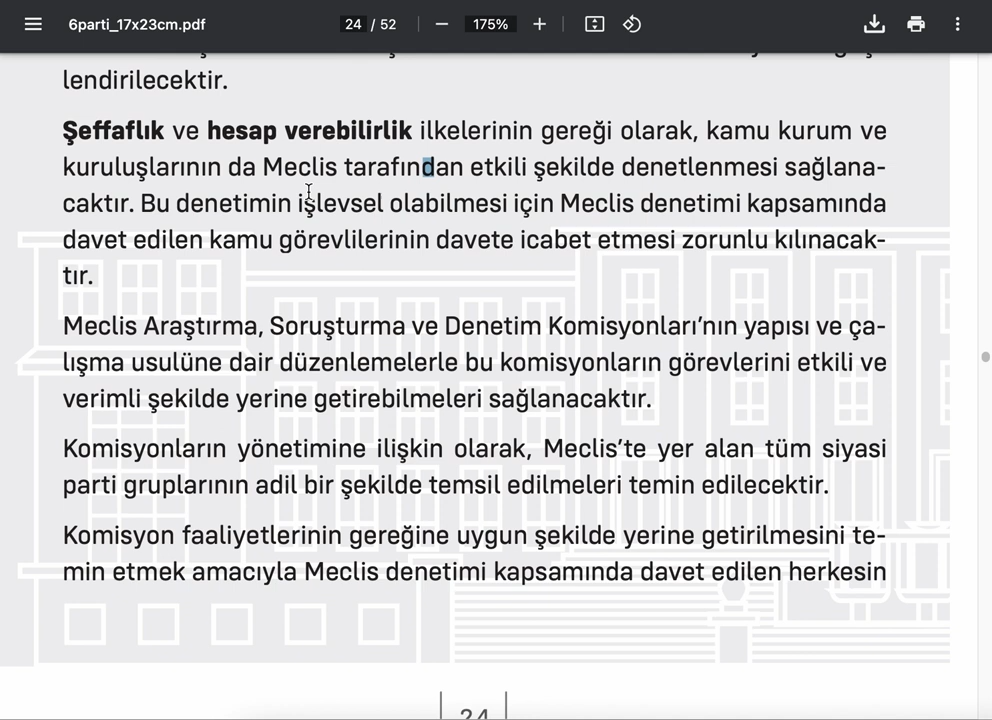 6parti_17x23cm.pdf 24 / 52 175%
lendirilecektir.
Şeffaflık ve hesap verebilirlik ilkelerinin gereği olarak, kamu kurum ve
kuruluşlarının da Meclis tarafından etkili şekilde denetlenmesi sağlana-
caktır. Bu denetimin işlevsel olabilmesi için Meclis denetimi kapsamında
davet edilen kamu görevlilerinin davete icabet etmesi zorunlu kılınacak-
tır.
Meclis Araştırma, Soruşturma ve Denetim Komisyonları’nın yapısı ve ça-
lışma usulüne dair düzenlemelerle bu komisyonların görevlerini etkili ve
verimli şekilde yerine getirebilmeleri sağlanacaktır.
Komisyonların yönetimine ilişkin olarak, Meclis’te yer alan tüm siyasi
parti gruplarının adil bir şekilde temsil edilmeleri temin edilecektir.
Komisyon faaliyetlerinin gereğine uygun şekilde yerine getirilmesini te-
min etmek amacıyla Meclis denetimi kapsamında davet edilen herkesin
24